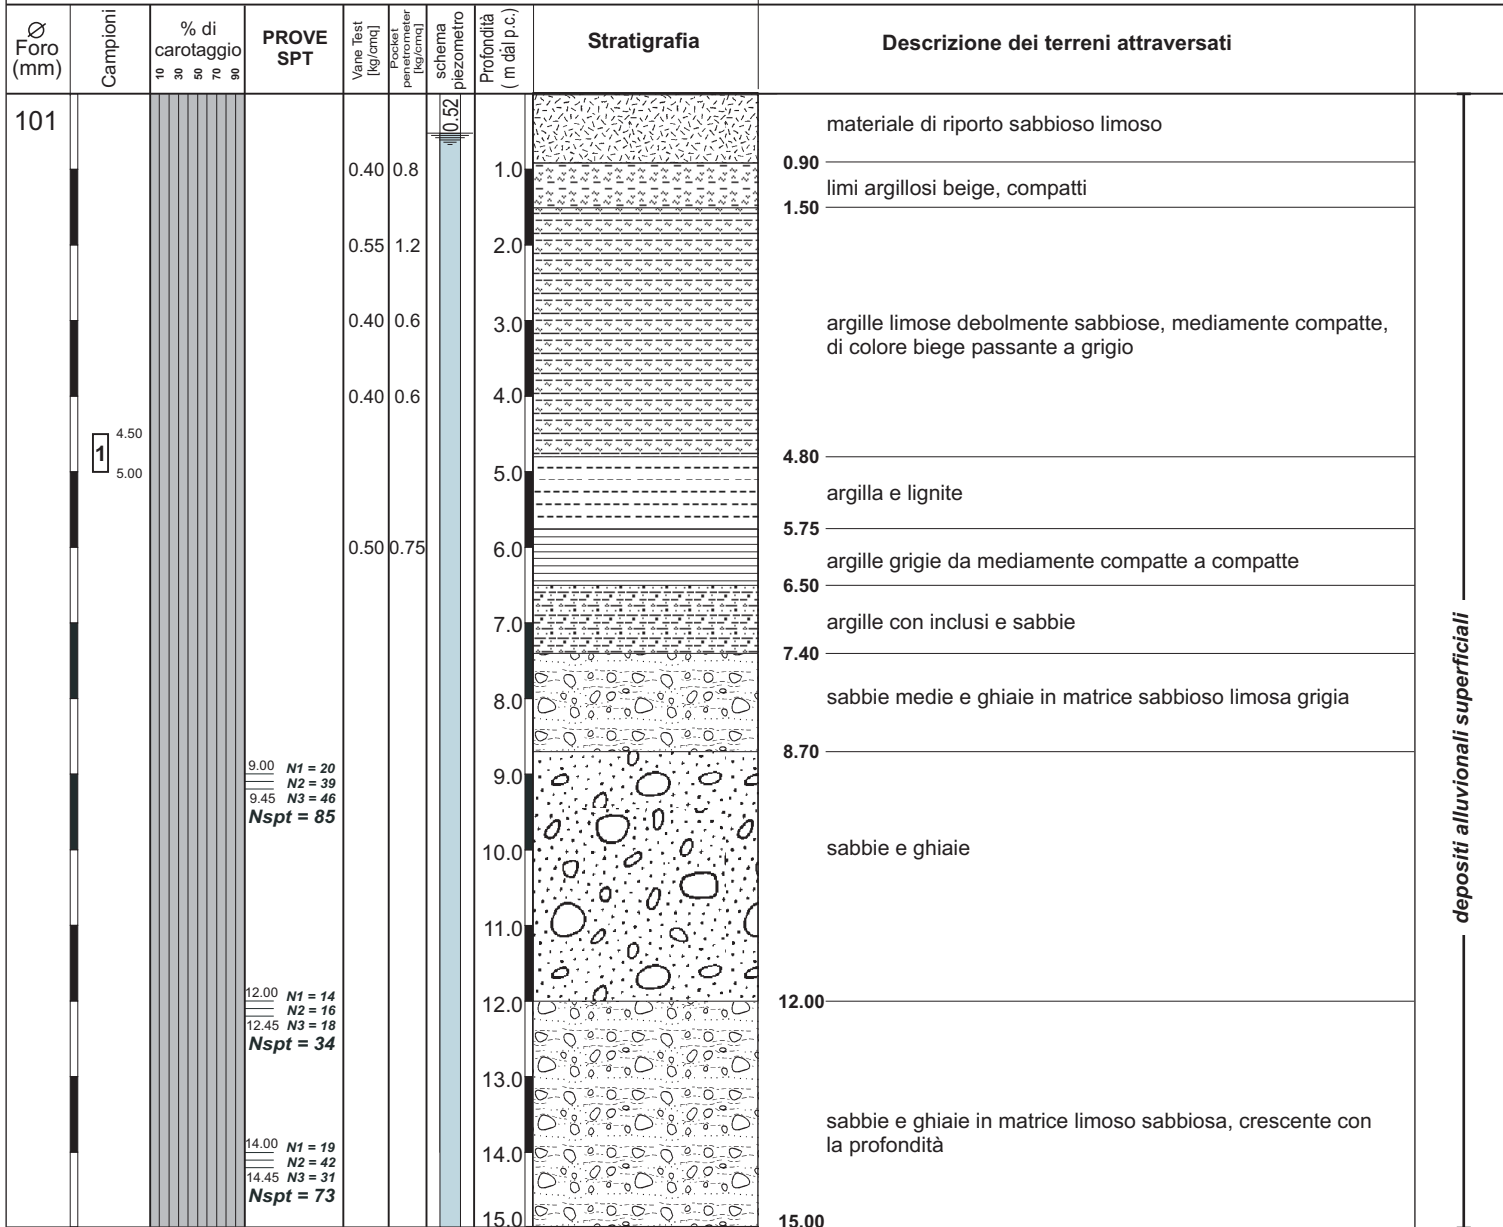 Ø
Foro
(mm)
Campioni
% di
carotaggio
10 30 50 70 90
PROVE
SPT
Vane Test
[kg/cmq]
Pocket
penetrometer
[kg/cmq]
schema
piezometro
Profondità
( m dal p.c.)
Stratigrafia
Descrizione dei terreni attraversati
101
0.52
materiale di riporto sabbioso limoso
0.90
0.40 0.8
1.0
limi argillosi beige, compatti
1.50
0.55 1.2
2.0
0.40 0.6
3.0
argille limose debolmente sabbiose, mediamente compatte,
di colore biege passante a grigio
0.40 0.6
4.0
4.50
1
5.00
4.80
5.0
argilla e lignite
5.75
0.50 0.75
6.0
argille grigie da mediamente compatte a compatte
6.50
7.0
argille con inclusi e sabbie
7.40
8.0
sabbie medie e ghiaie in matrice sabbioso limosa grigia
8.70
9.00 N1 = 20
N2 = 39
9.45 N3 = 46
Nspt = 85
9.0
10.0
sabbie e ghiaie
11.0
12.00 N1 = 14
N2 = 16
12.45 N3 = 18
Nspt = 34
12.0
12.00
13.0
sabbie e ghiaie in matrice limoso sabbiosa, crescente con
la profondità
14.00 N1 = 19
N2 = 42
14.45 N3 = 31
Nspt = 73
14.0
15.0
15.00
depositi alluvionali superficiali